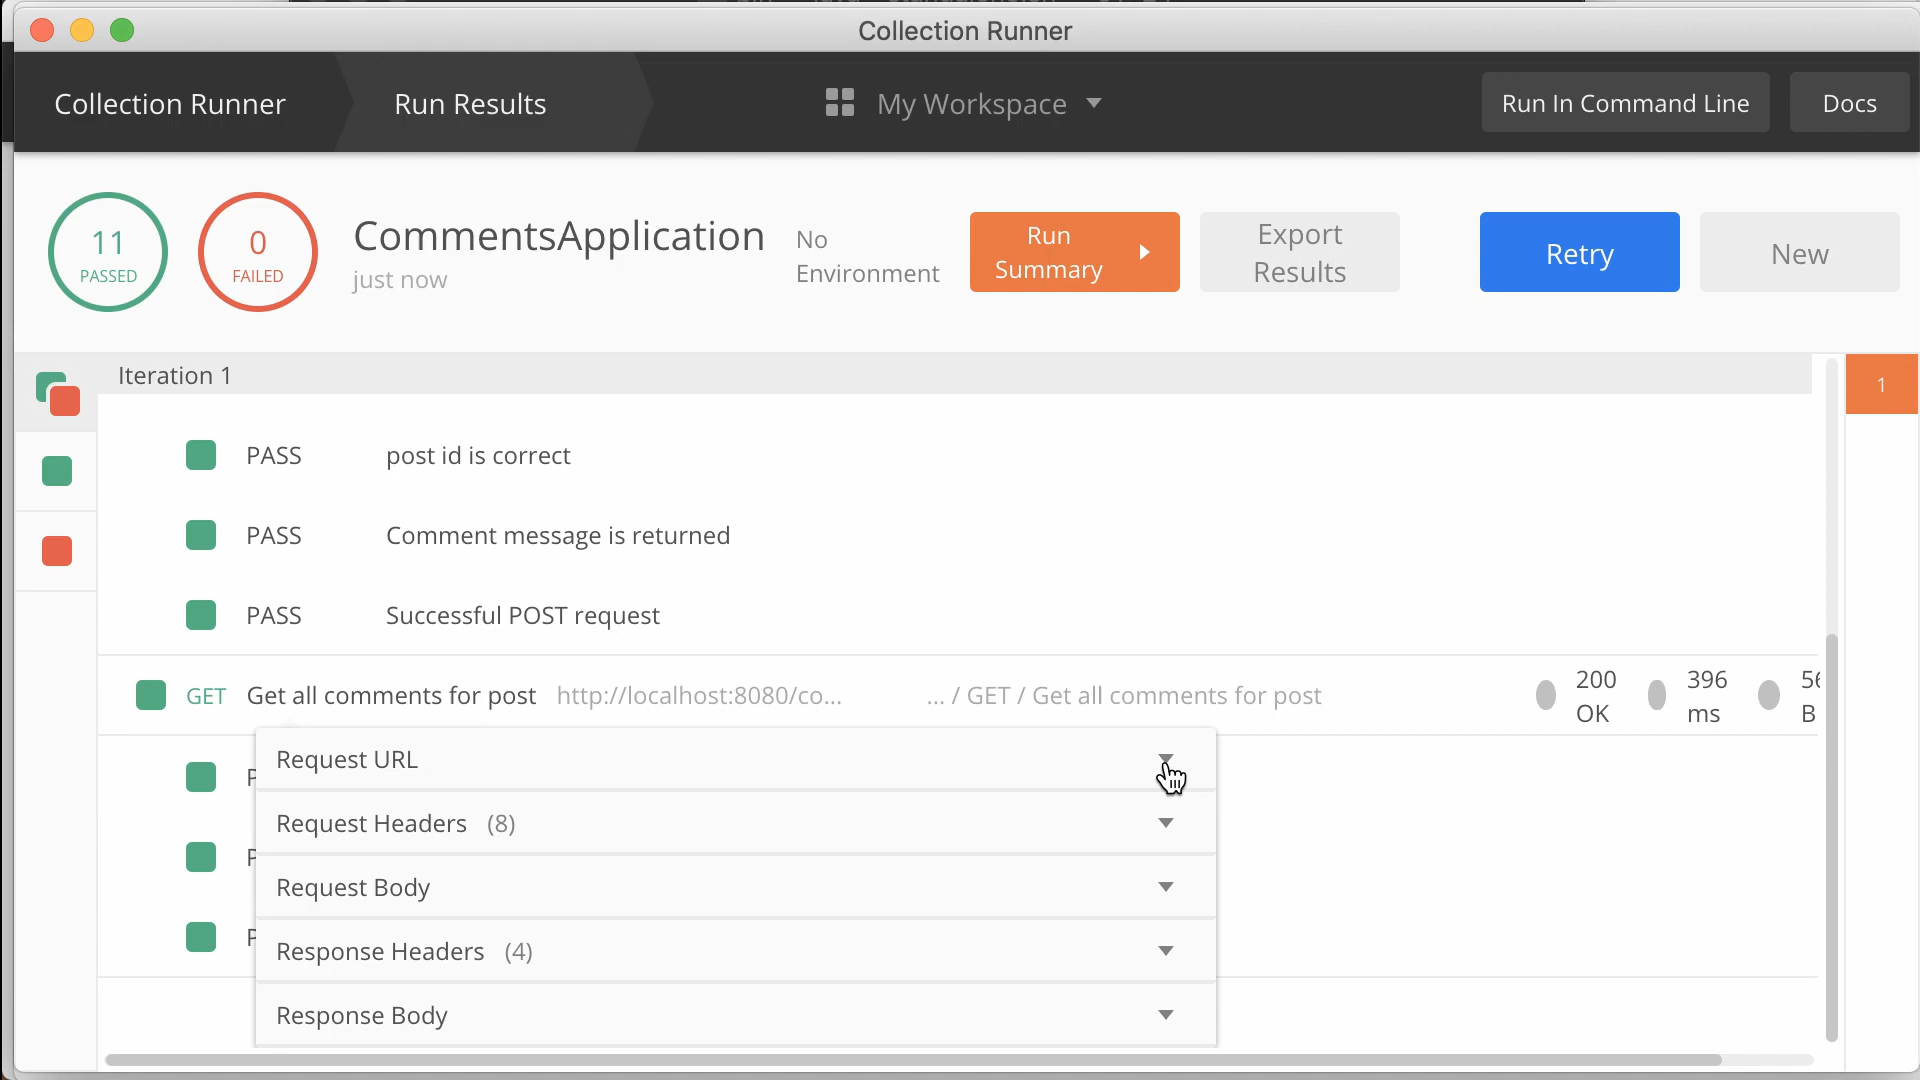 Collection Runner
Collection Runner
Run Results
My Workspace
Run In Command Line
Docs
11
PASSED
0
FAILED
CommentsApplication
just now
No
Environment
Run
Summary
Export
Results
Retry
New
Iteration 1
1
PASS post id is correct
PASS Comment message is returned
PASS Successful POST request
GET Get all comments for post http://localhost:8080/co... ... / GET / Get all comments for post
200
OK
396
ms
B
Request URL
Request Headers (8)
Request Body
Response Headers (4)
Response Body